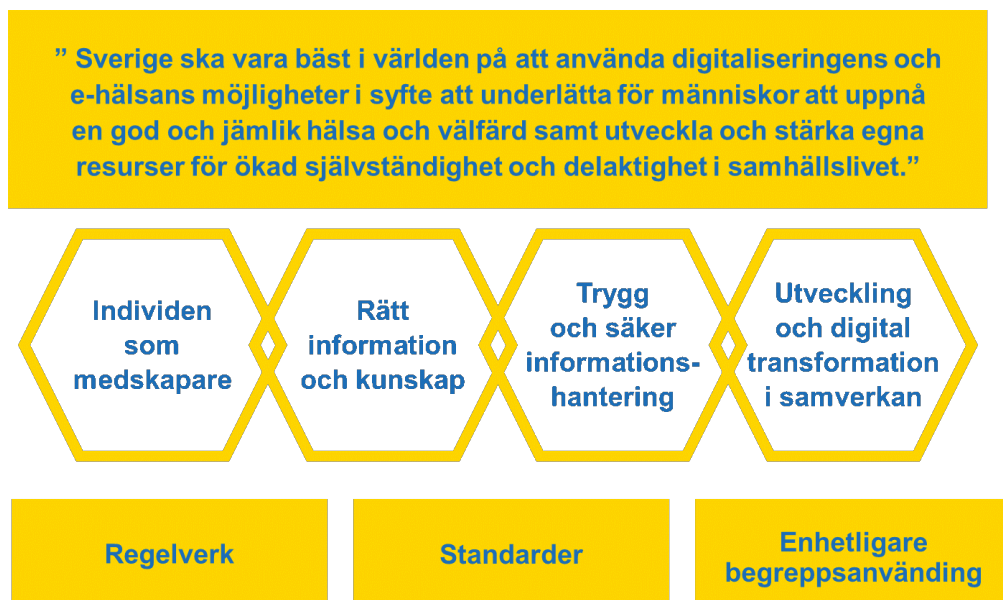 ” Sverige ska vara bäst i världen på att använda digitaliseringens och
e-hälsans möjligheter i syfte att underlätta för människor att uppnå
en god och jämlik hälsa och välfärd samt utveckla och stärka egna
resurser för ökad självständighet och delaktighet i samhällslivet.”
Individen
som
medskapare
Rätt
information
och kunskap
Trygg
och säker
informations-
hantering
Utveckling
och digital
transformation
i samverkan
Regelverk
Standarder
Enhetligare
begreppsanvänding